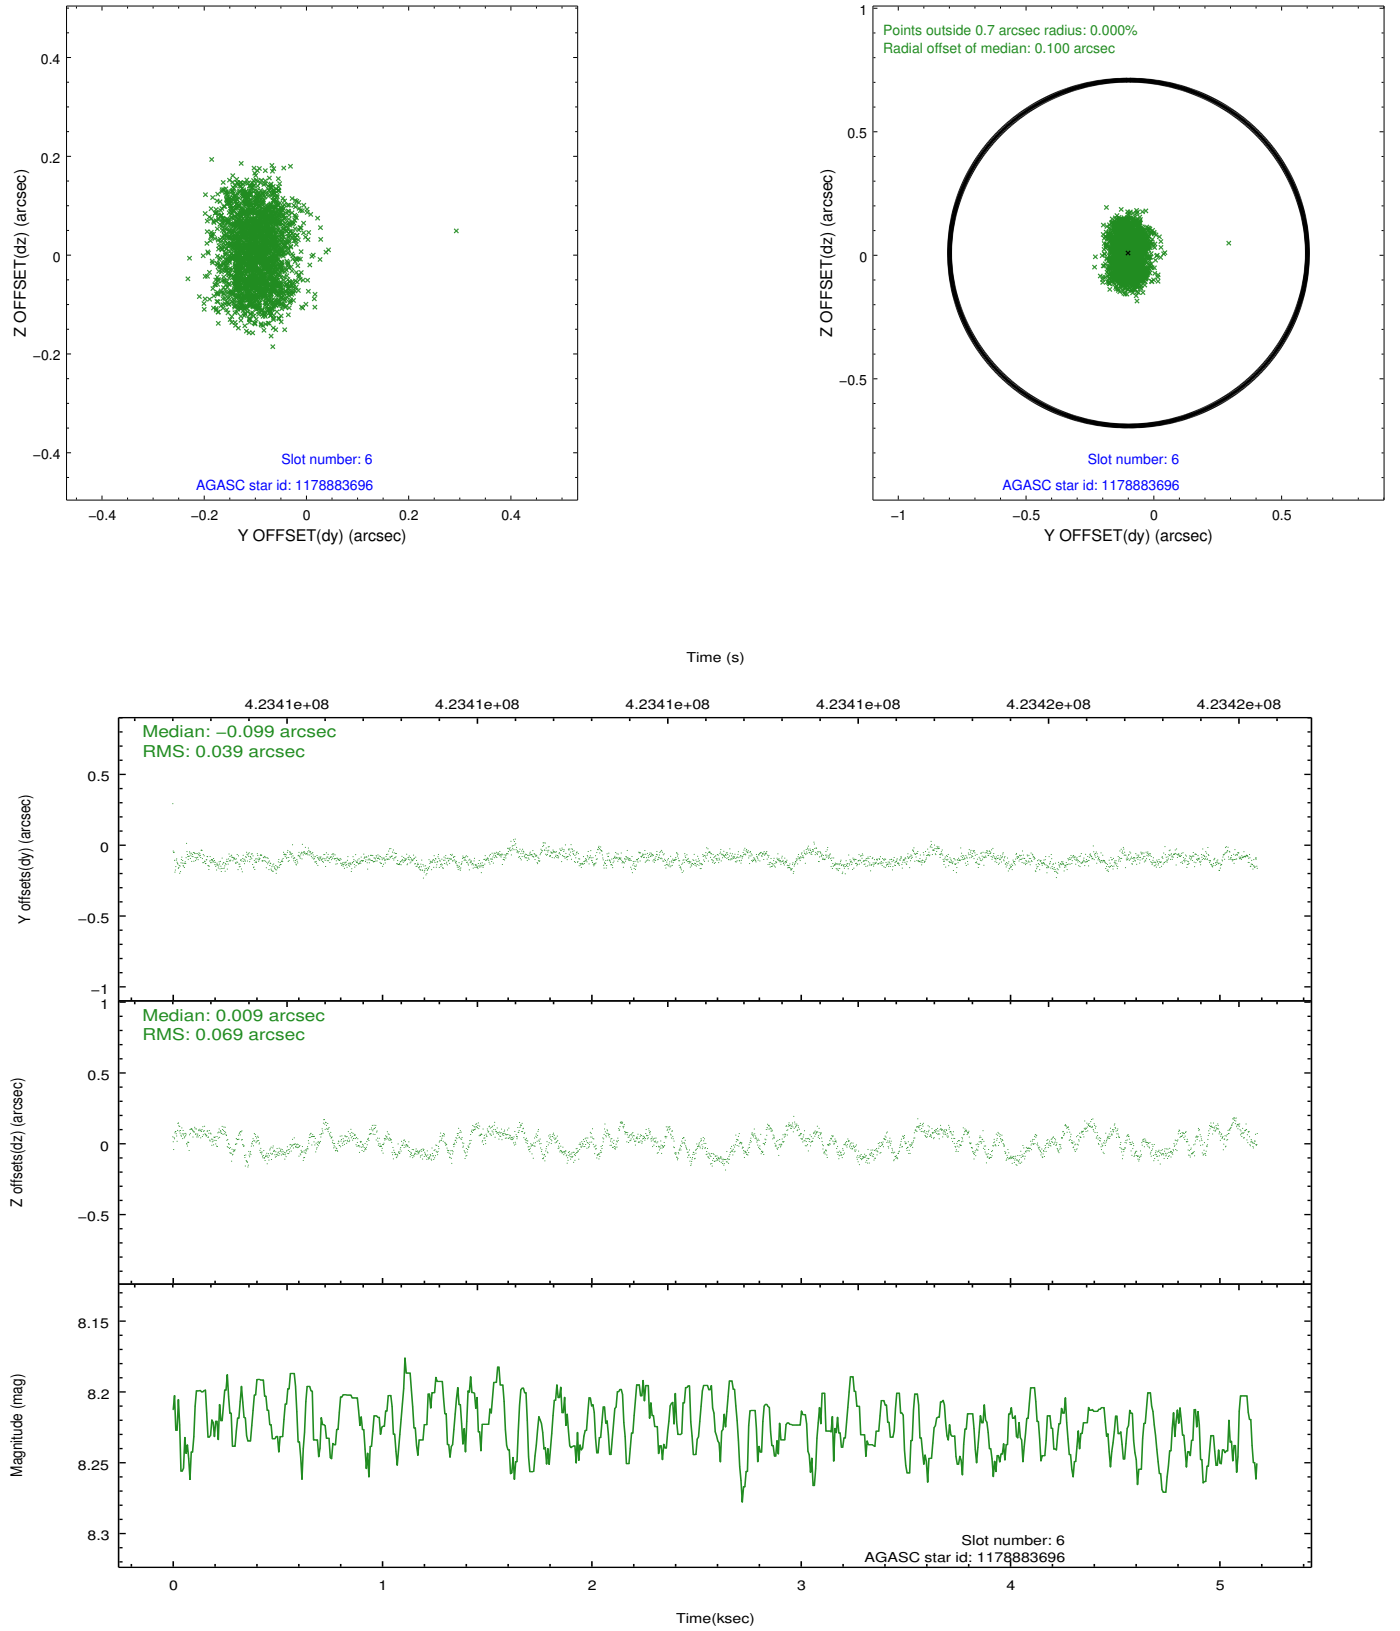 0.4
0.2
0
−0.2
−0.4
Z OFFSET(dz) (arcsec)
Slot number: 6
AGASC star id: 1178883696
−0.4 −0.2 0 0.2 0.4
Y OFFSET(dy) (arcsec)
Points outside 0.7 arcsec radius: 0.000%
Radial offset of median: 0.100 arcsec
1
0.5
0
−0.5
Z OFFSET(dz) (arcsec)
Slot number: 6
AGASC star id: 1178883696
−1 −0.5 0 0.5
Y OFFSET(dy) (arcsec)
Time (s)
4.2341e+08 4.2341e+08 4.2341e+08 4.2341e+08 4.2342e+08 4.2342e+08
Median: −0.099 arcsec
RMS: 0.039 arcsec
0.5
0
−0.5
−1
Y offsets(dy) (arcsec)
1
Median: 0.009 arcsec
RMS: 0.069 arcsec
0.5
0
−0.5
Z offsets(dz) (arcsec)
8.15
8.2
8.25
8.3
Magnitude (mag)
Slot number: 6
AGASC star id: 1178883696
0 1 2 3 4 5
Time(ksec)